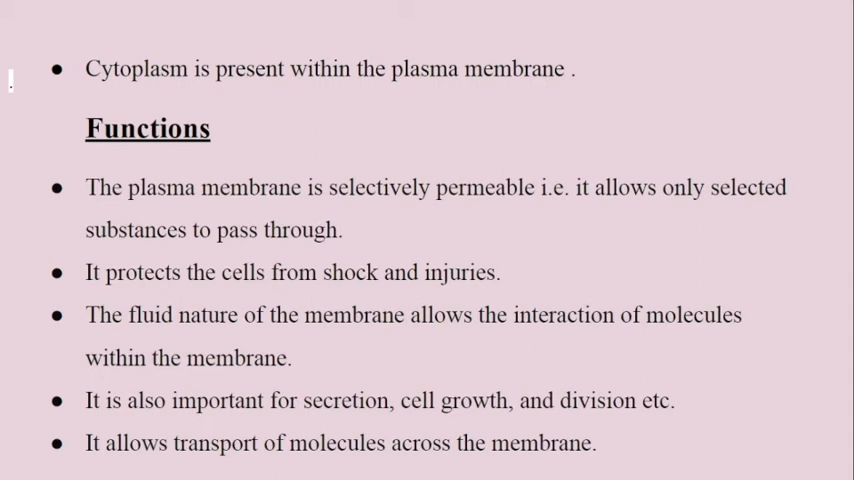 ● Cytoplasm is present within the plasma membrane .
Functions
● The plasma membrane is selectively permeable i.e. it allows only selected
substances to pass through.
● It protects the cells from shock and injuries.
● The fluid nature of the membrane allows the interaction of molecules
within the membrane.
● It is also important for secretion, cell growth, and division etc.
● It allows transport of molecules across the membrane.